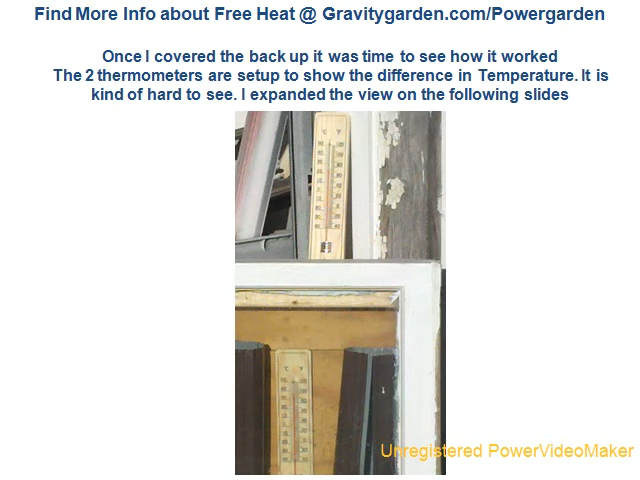 Find More Info about Free Heat @ Gravitygarden.com/Powergarden
Once I covered the back up it was time to see how it worked
The 2 thermometers are setup to show the difference in Temperature. It is
kind of hard to see. I expanded the view on the following slides
°C °F
°C °F
Unregistered PowerVideoMaker